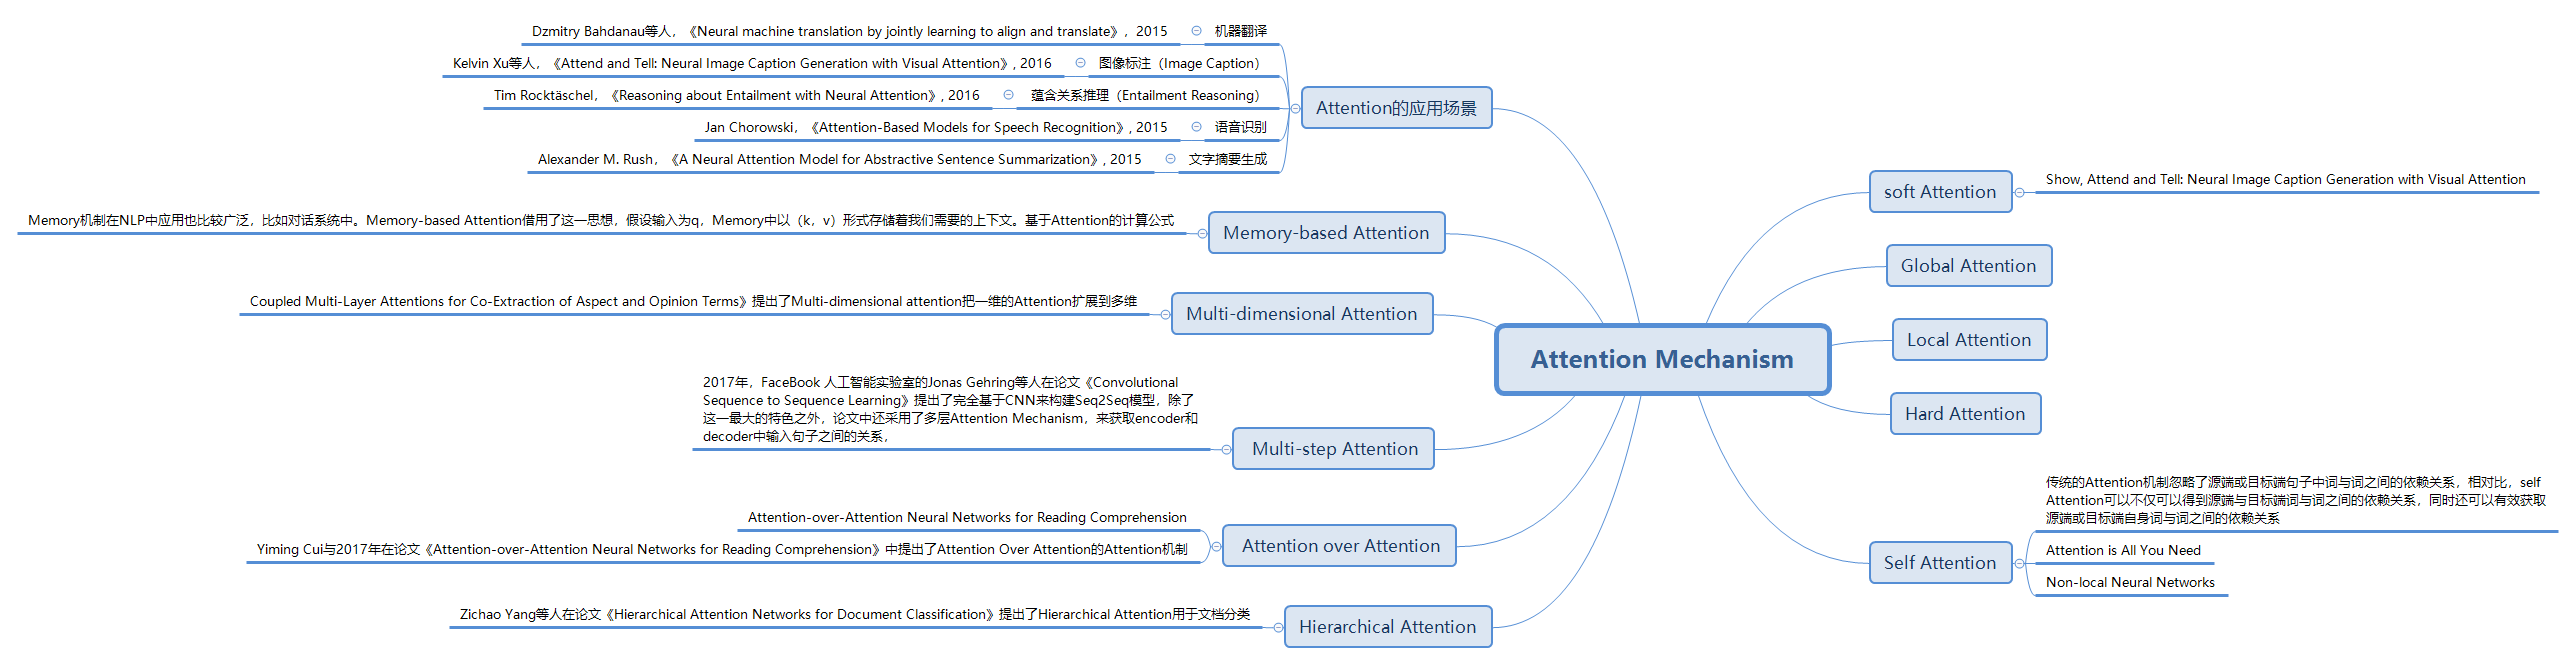 Dzmitry Bahdanau等人，《Neural machine translation by jointly learning to align and translate》，2015
机器翻译
Kelvin Xu等人，《Attend and Tell: Neural Image Caption Generation with Visual Attention》, 2016
图像标注（Image Caption）
Tim Rocktäschel，《Reasoning about Entailment with Neural Attention》, 2016
蕴含关系推理（Entailment Reasoning）
Jan Chorowski，《Attention-Based Models for Speech Recognition》, 2015
语音识别
Alexander M. Rush，《A Neural Attention Model for Abstractive Sentence Summarization》, 2015
文字摘要生成
Attention的应用场景
Memory机制在NLP中应用也比较广泛，比如对话系统中。Memory-based Attention借用了这一思想，假设输入为q，Memory中以（k，v）形式存储着我们需要的上下文。基于Attention的计算公式
Memory-based Attention
Coupled Multi-Layer Attentions for Co-Extraction of Aspect and Opinion Terms》提出了Multi-dimensional attention把一维的Attention扩展到多维
Multi-dimensional Attention
2017年，FaceBook 人工智能实验室的Jonas Gehring等人在论文《Convolutional
Sequence to Sequence Learning》提出了完全基于CNN来构建Seq2Seq模型，除了
这一最大的特色之外，论文中还采用了多层Attention Mechanism，来获取encoder和
decoder中输入句子之间的关系，
Multi-step Attention
Attention-over-Attention Neural Networks for Reading Comprehension
Yiming Cui与2017年在论文《Attention-over-Attention Neural Networks for Reading Comprehension》中提出了Attention Over Attention的Attention机制
Attention over Attention
Zichao Yang等人在论文《Hierarchical Attention Networks for Document Classification》提出了Hierarchical Attention用于文档分类
Hierarchical Attention
Attention Mechanism
soft Attention
Show, Attend and Tell: Neural Image Caption Generation with Visual Attention
Global Attention
Local Attention
Hard Attention
Self Attention
传统的Attention机制忽略了源端或目标端句子中词与词之间的依赖关系，相对比，self
Attention可以不仅可以得到源端与目标端词与词之间的依赖关系，同时还可以有效获取
源端或目标端自身词与词之间的依赖关系
Attention is All You Need
Non-local Neural Networks